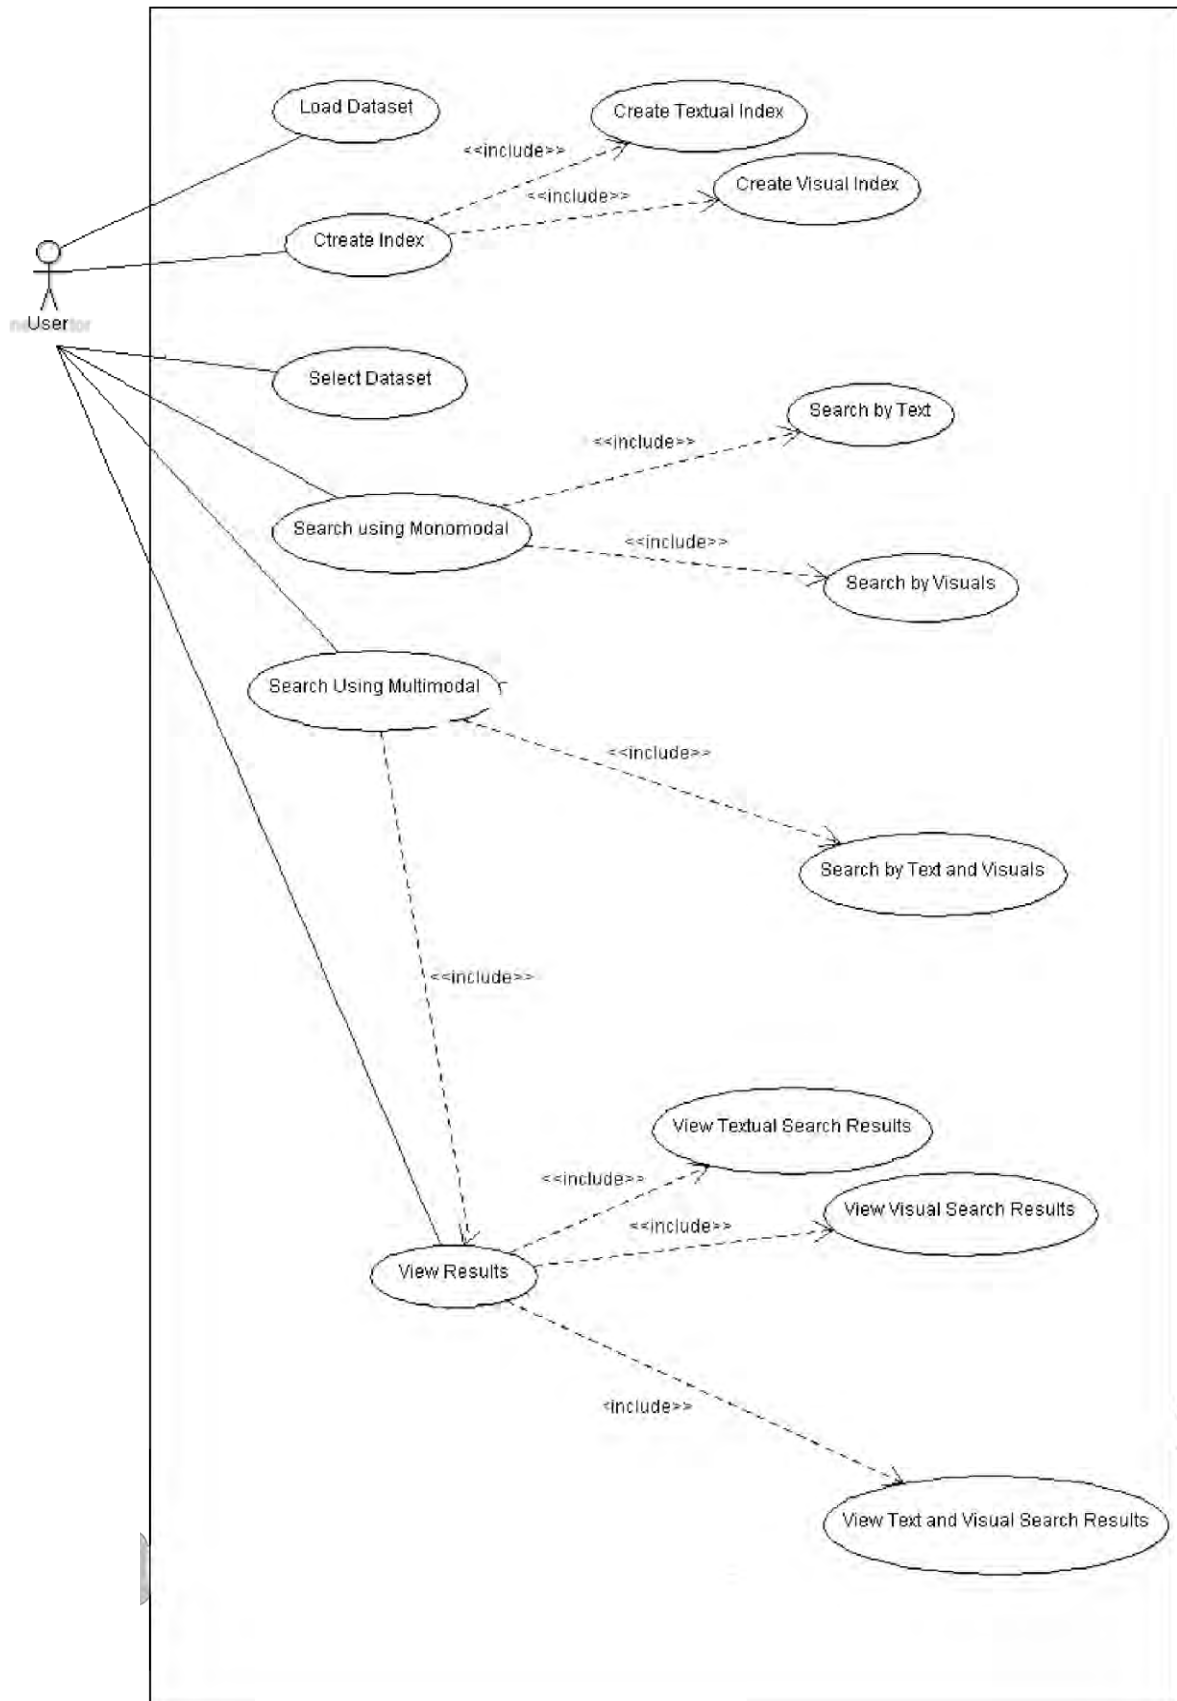 Load Dataset
Create Textual Index
<<include>>
Create Visual Index
<<include>>
Ctreate Index
User
Select Dataset
Search by Text
<<include>>
Search using Monomodal
<<include>>
Search by Visuals
Search Using Multimodal
<<include>>
Search by Text and Visuals
<<include>>
View Textual Search Results
<<include>>
View Visual Search Results
<<include>>
View Results
<include>>
View Text and Visual Search Results